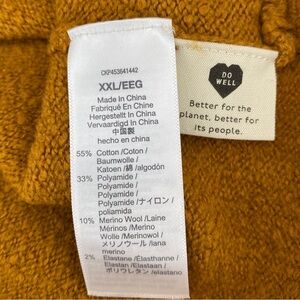 CKP453641442
XXL/EEG
Made In China
Fabriqué En Chine
Hergestellt In China
Vervaardigd In China
中国製
hecho en china
55% Cotton /Coton /
Baumwolle /
Katoen /綿 /algodón
33% Polyamide /
Polyamide /
Polyamid /
Polyamide /ナイロン /
poliamida
10% Merino Wool /Laine
Mérinos /Merino
Wolle /Merinowol /
メリノウール /lana
merino
2% Elastane /Élasthanne /
Elastan /Elastaan /
ポリウレタン /elastano
DO
WELL
Better for the
planet, better for
its people.